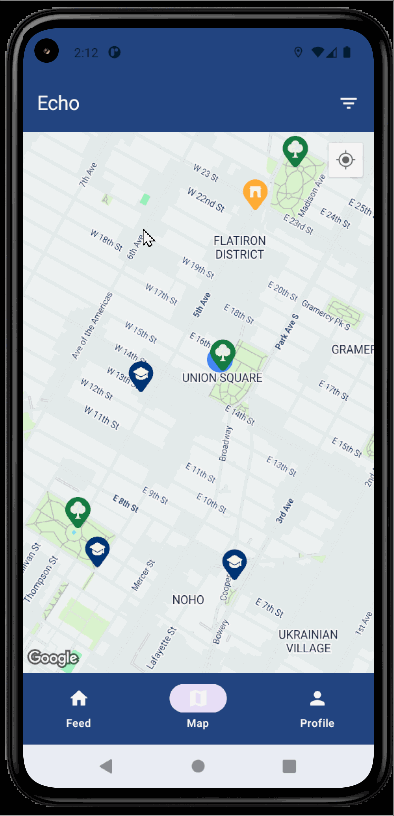 2:12
Echo
7th Ave
W 23 St
W 22nd St
Madison Ave
E 25th St
E 24th St
E 23rd St
W 18th St
6th Ave
FLATIRON
DISTRICT
W 19th St
W 17th St
5th Ave
E 20th St
Gramercy Pk S
E 18th St
Park Ave S
Ave of the Americas
W 15th St
W 14th St
E 16th
GRAMER
W 13th St
UNION SQUARE
W 12th St
E 17th St
W 11th St
E 14th St
Broadway
E 15th St
E 13th St
E 11th St
2nd
E 9th St
E 8th St
E 10th St
3rd Ave
Thompson St
Mercer St
Cooper
NOHO
E 7th St
1st Ave
Bowery
Lafayette St
UKRAINIAN
VILLAGE
Google
Feed
Map
Profile